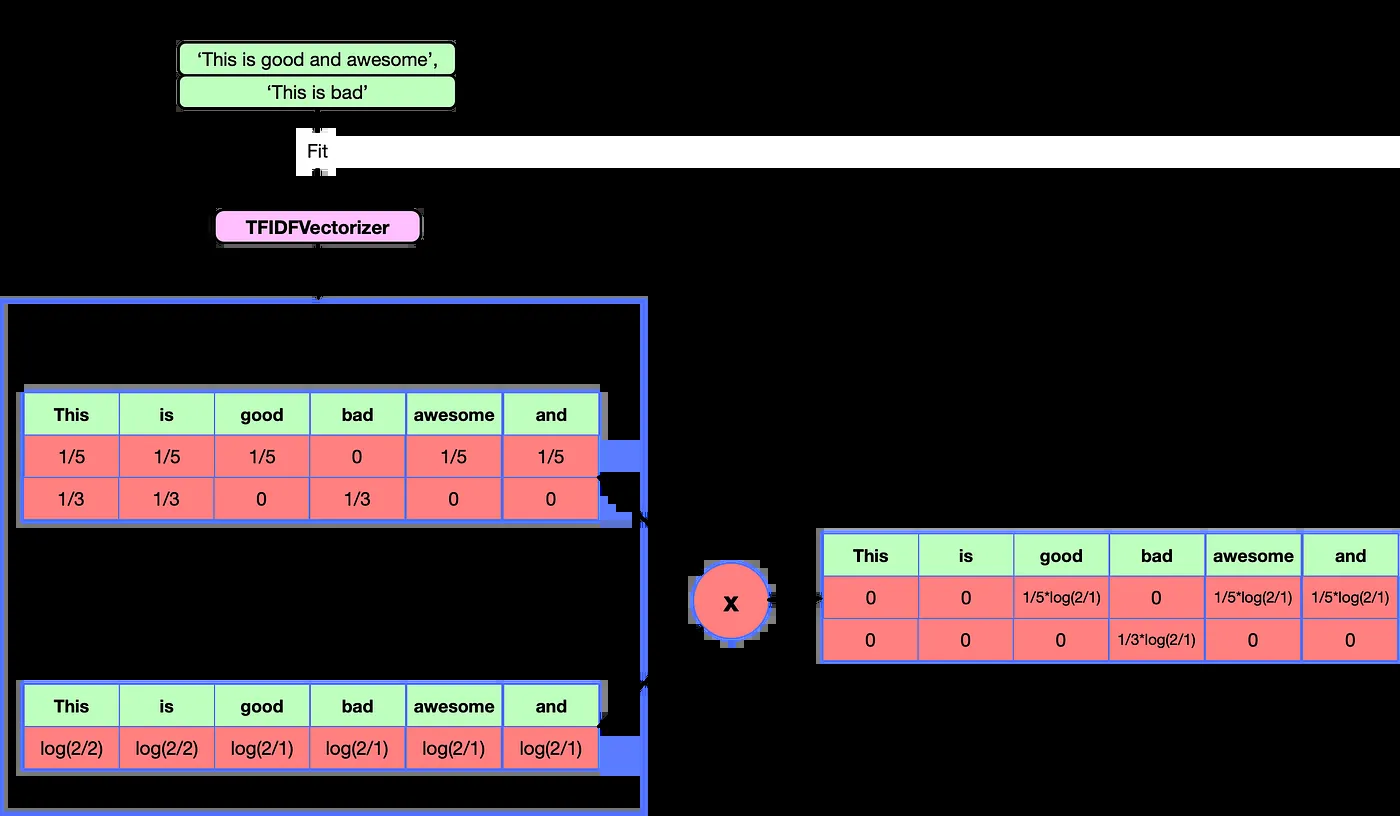 ‘This is good and awesome’,
‘This is bad’
Fit
TFIDFVectorizer
This is good bad awesome and
1/5 1/5 1/5 0 1/5 1/5
1/3 1/3 0 1/3 0 0
x
This is good bad awesome and
0 0 1/5*log(2/1) 0 1/5*log(2/1) 1/5*log(2/1)
0 0 0 1/3*log(2/1) 0 0
This is good bad awesome and
log(2/2) log(2/2) log(2/1) log(2/1) log(2/1) log(2/1)